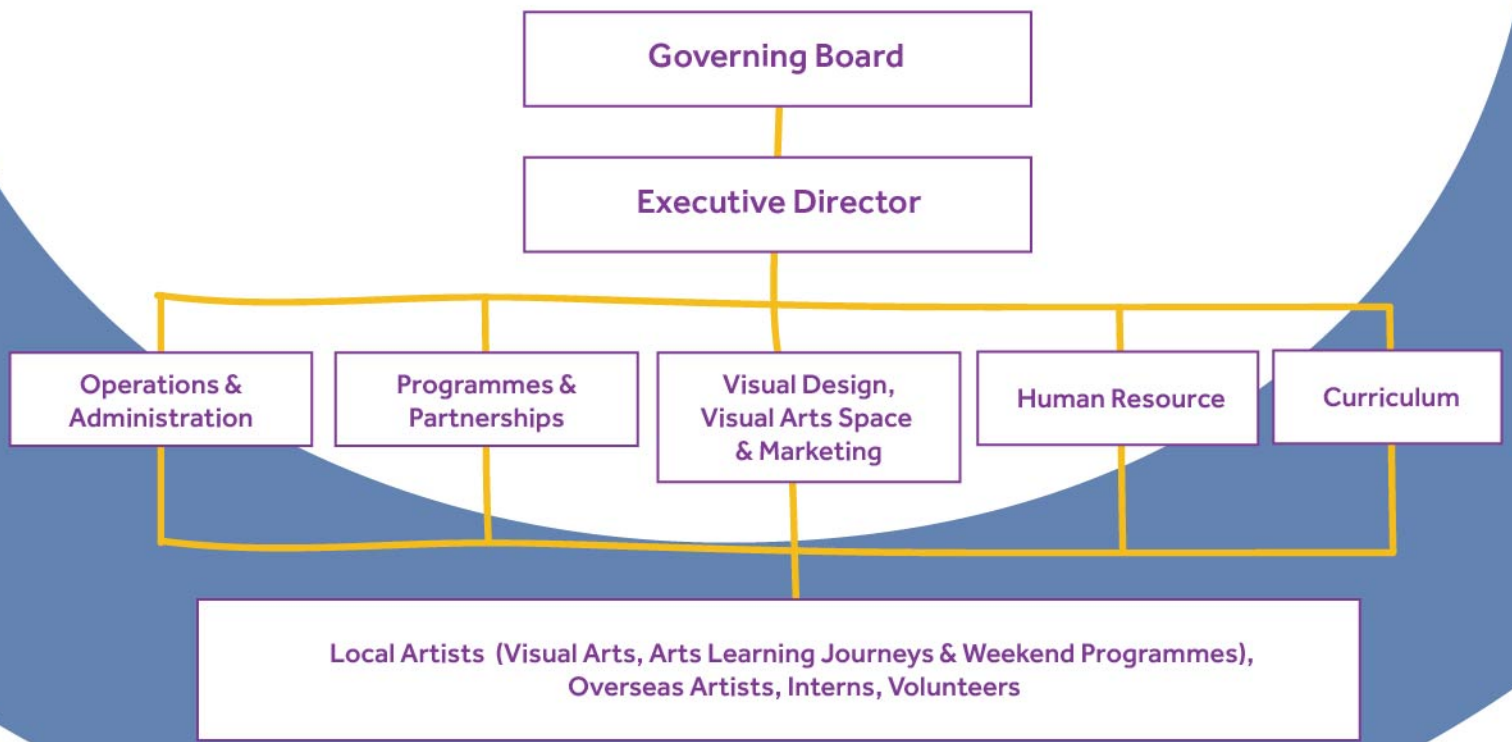 Governing Board
Executive Director
Operations &
Administration
Programmes &
Partnerships
Visual Design,
Visual Arts Space
& Marketing
Human Resource
Curriculum
Local Artists (Visual Arts, Arts Learning Journeys & Weekend Programmes),
Overseas Artists, Interns, Volunteers